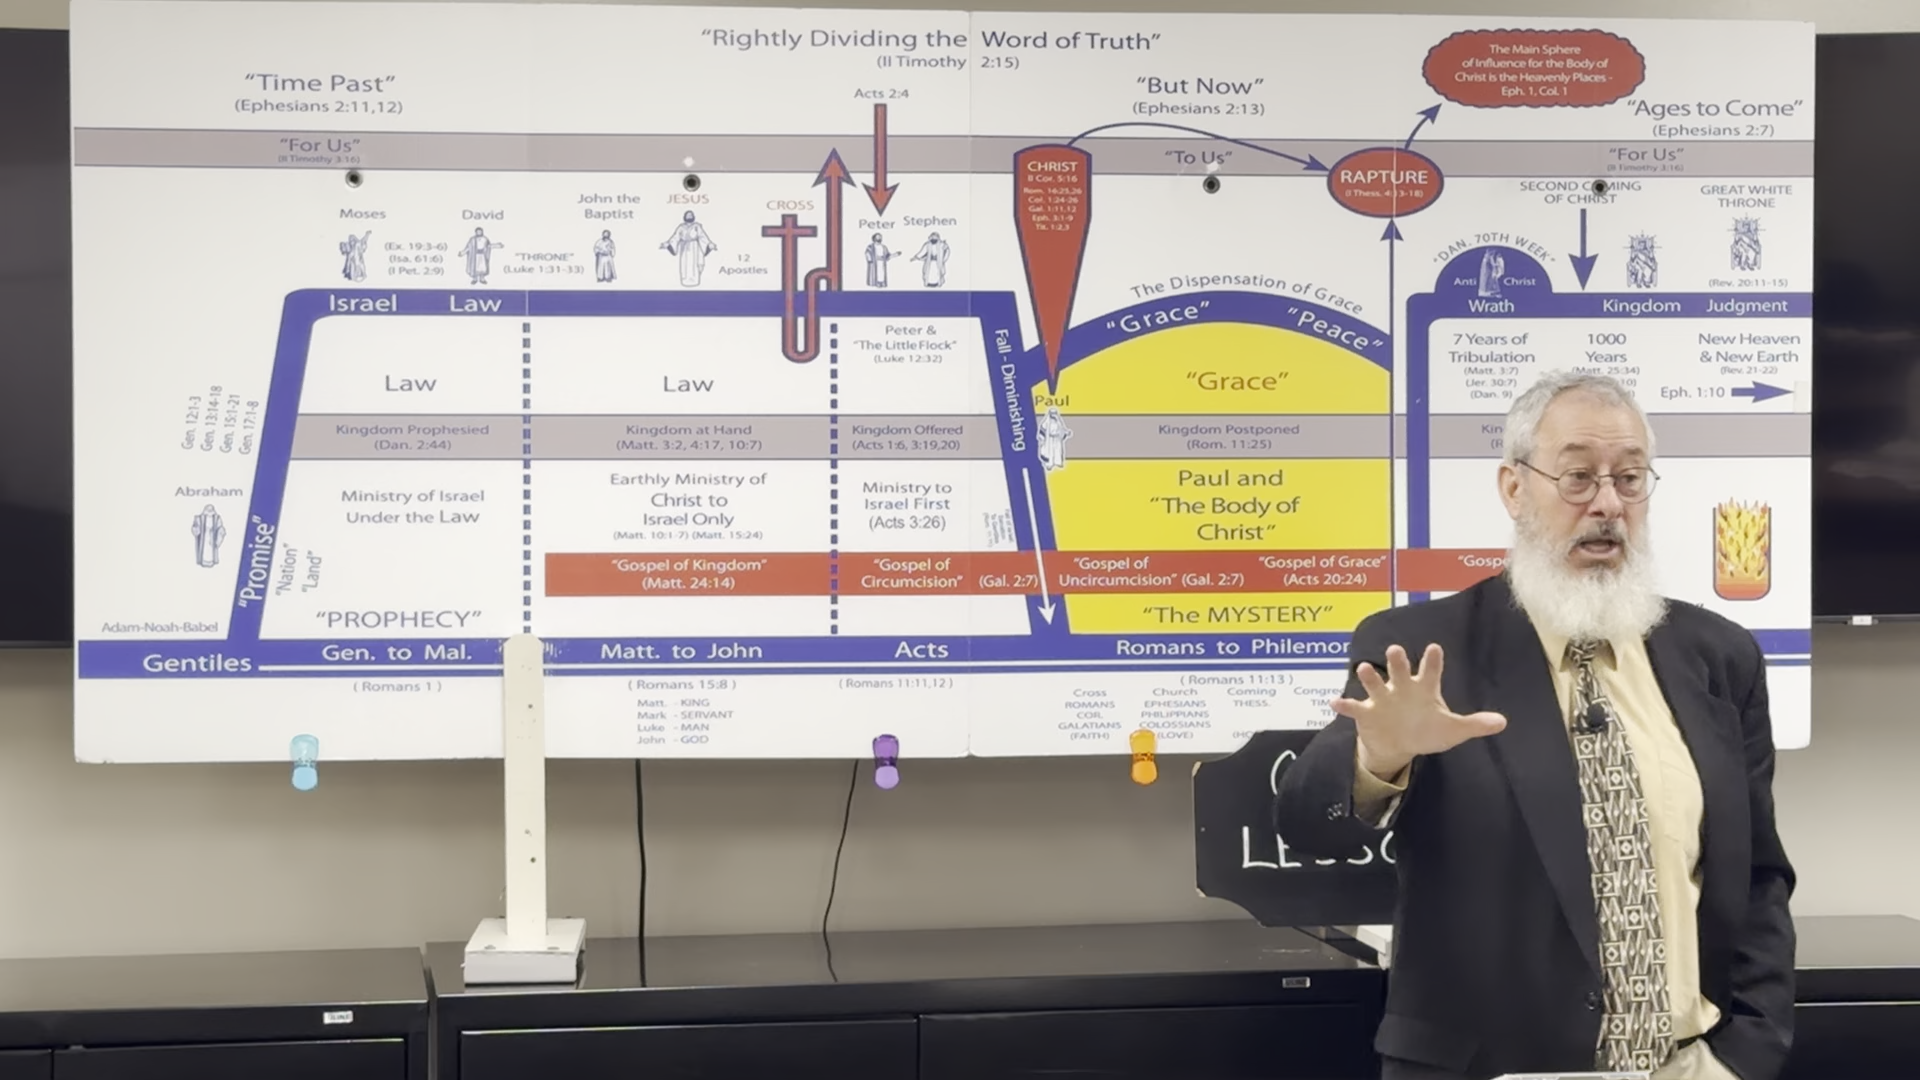 "Rightly Dividing the Word of Truth"
(II Timothy 2:15)
"Time Past"
(Ephesians 2:11,12)
Acts 2:4
"But Now"
(Ephesians 2:13)
The Main Sphere
of Influence for the Body of
Christ is the Heavenly Places -
Eph. 1, Col. 1
"Ages to Come"
(Ephesians 2:7)
"For Us"
(II Timothy 3:16)
"To Us"
"For Us"
(II Timothy 3:16)
CHRIST
II Cor. 5:16
Rom. 16:25,26
Col. 1:24-26
Gal. 1:11,12
Eph. 3:1-9
Tit. 1:2,3
RAPTURE
(I Thess. 4:13-18)
SECOND COMING
OF CHRIST
GREAT WHITE
THRONE
(Rev. 20:11-15)
Moses
(Ex. 19:3-6)
(Isa. 61:6)
(I Pet. 2:9)
David
"THRONE"
(Luke 1:31-33)
John the
Baptist
JESUS
12
Apostles
CROSS
Peter
Stephen
"DAN. 70TH WEEK"
Anti Christ
The Dispensation of Grace
"Grace" "Peace"
Israel Law
Wrath
Kingdom
Judgment
Fall - Diminishing
Peter &
"The Little Flock"
(Luke 12:32)
7 Years of
Tribulation
(Matt. 3:7)
(Jer. 30:7)
(Dan. 9)
1000
Years
(Matt. 25:34)
New Heaven
& New Earth
(Rev. 21-22)
Eph. 1:10
Law
Law
"Grace"
Paul
Gen. 12:1-3
Gen. 13:14-18
Gen. 15:1-21
Gen. 17:1-8
Kingdom Prophesied
(Dan. 2:44)
Kingdom at Hand
(Matt. 3:2, 4:17, 10:7)
Kingdom Offered
(Acts 1:6, 3:19,20)
Kingdom Postponed
(Rom. 11:25)
Abraham
"Promise"
"Nation"
"Land"
Ministry of Israel
Under the Law
Earthly Ministry of
Christ to
Israel Only
(Matt. 10:1-7) (Matt. 15:24)
Ministry to
Israel First
(Acts 3:26)
Paul and
"The Body of
Christ"
"Gospel of Kingdom"
(Matt. 24:14)
"Gospel of
Circumcision" (Gal. 2:7)
"Gospel of
Uncircumcision" (Gal. 2:7)
"Gospel of Grace"
(Acts 20:24)
"PROPHECY"
"The MYSTERY"
Adam-Noah-Babel
Gentiles
Gen. to Mal.
Matt. to John
Acts
Romans to Philemon
( Romans 1 )
( Romans 15:8 )
( Romans 11:11,12 )
( Romans 11:13 )
Matt. - KING
Mark - SERVANT
Luke - MAN
John - GOD
Cross
ROMANS
COR.
GALATIANS
(FAITH)
Church
EPHESIANS
PHILIPPIANS
COLOSSIANS
(LOVE)
Coming
THESS.